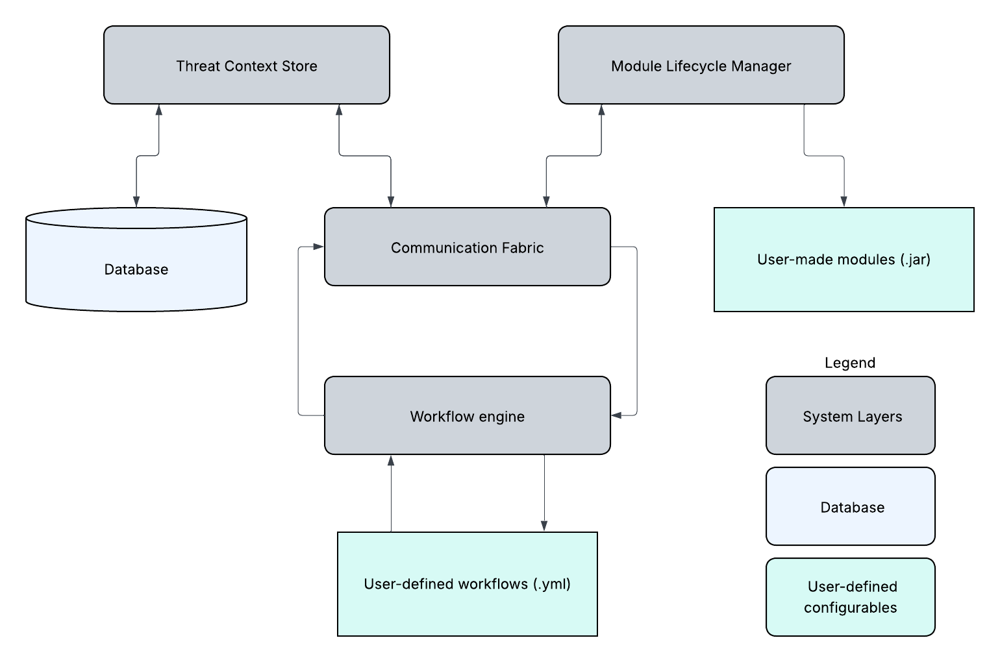 Threat Context Store
Module Lifecycle Manager
Database
Communication Fabric
User-made modules (.jar)
Workflow engine
User-defined workflows (.yml)
Legend
System Layers
Database
User-defined
configurables